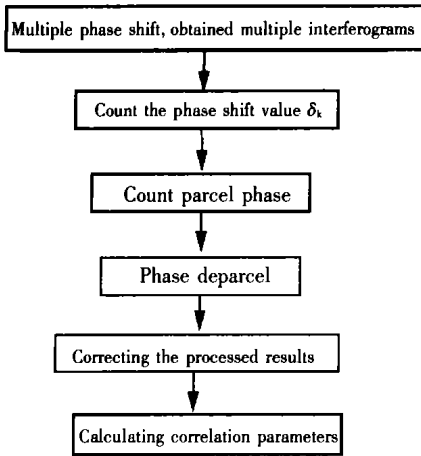 Multiple phase shift, obtained multiple interferograms
Count the phase shift value δₖ
Count parcel phase
Phase deparcel
Correcting the processed results
Calculating correlation parameters